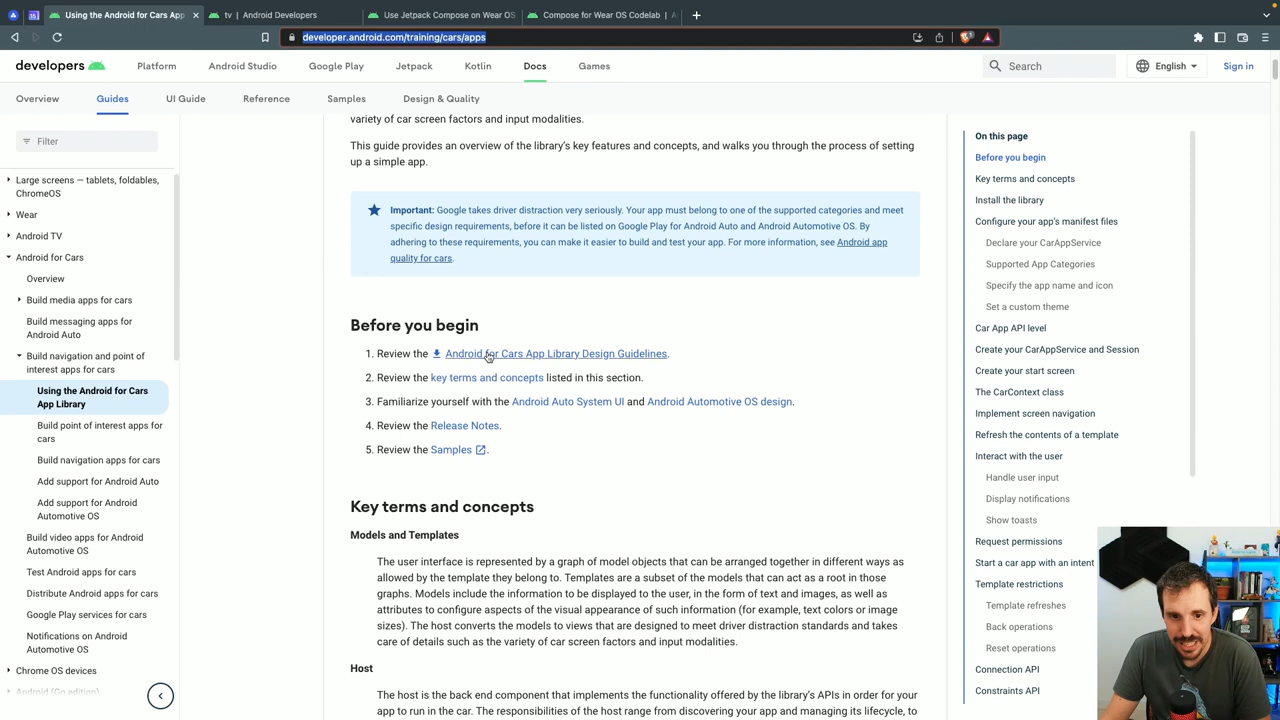 Using the Android for Cars App
tv | Android Developers
Use Jetpack Compose on Wear OS
Compose for Wear OS Codelab | A
developer.android.com/training/cars/apps
developers
Platform
Android Studio
Google Play
Jetpack
Kotlin
Docs
Games
Search
English
Sign in
Overview
Guides
UI Guide
Reference
Samples
Design & Quality
Filter
Large screens — tablets, foldables,
ChromeOS
Wear
Android TV
Android for Cars
Overview
Build media apps for cars
Build messaging apps for
Android Auto
Build navigation and point of
interest apps for cars
Using the Android for Cars
App Library
Build point of interest apps for
cars
Build navigation apps for cars
Add support for Android Auto
Add support for Android
Automotive OS
Build video apps for Android
Automotive OS
Test Android apps for cars
Distribute Android apps for cars
Google Play services for cars
Notifications on Android
Automotive OS
Chrome OS devices
Android (Go edition)
variety of car screen factors and input modalities.
This guide provides an overview of the library's key features and concepts, and walks you through the process of setting
up a simple app.
Important: Google takes driver distraction very seriously. Your app must belong to one of the supported categories and meet
specific design requirements, before it can be listed on Google Play for Android Auto and Android Automotive OS. By
adhering to these requirements, you can make it easier to build and test your app. For more information, see Android app
quality for cars.
Before you begin
1. Review the Android for Cars App Library Design Guidelines.
2. Review the key terms and concepts listed in this section.
3. Familiarize yourself with the Android Auto System UI and Android Automotive OS design.
4. Review the Release Notes.
5. Review the Samples.
Key terms and concepts
Models and Templates
The user interface is represented by a graph of model objects that can be arranged together in different ways as
allowed by the template they belong to. Templates are a subset of the models that can act as a root in those
graphs. Models include the information to be displayed to the user, in the form of text and images, as well as
attributes to configure aspects of the visual appearance of such information (for example, text colors or image
sizes). The host converts the models to views that are designed to meet driver distraction standards and takes
care of details such as the variety of car screen factors and input modalities.
Host
The host is the back end component that implements the functionality offered by the library's APIs in order for your
app to run in the car. The responsibilities of the host range from discovering your app and managing its lifecycle, to
On this page
Before you begin
Key terms and concepts
Install the library
Configure your app's manifest files
Declare your CarAppService
Supported App Categories
Specify the app name and icon
Set a custom theme
Car App API level
Create your CarAppService and Session
Create your start screen
The CarContext class
Implement screen navigation
Refresh the contents of a template
Interact with the user
Handle user input
Display notifications
Show toasts
Request permissions
Start a car app with an intent
Template restrictions
Template refreshes
Back operations
Reset operations
Connection API
Constraints API